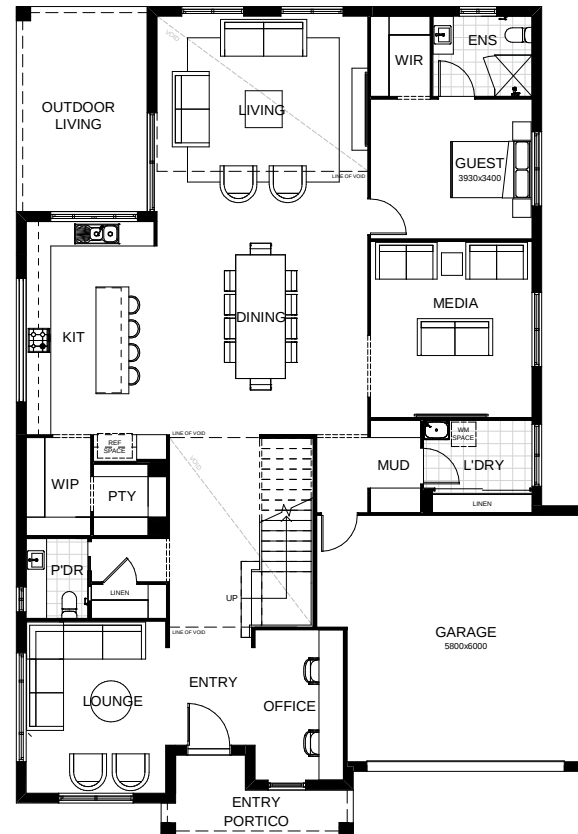 VOID
ENS
WIR
OUTDOOR
LIVING
LIVING
GUEST
3930x3400
LINE OF VOID
MEDIA
DINING
KIT
LINE OF VOID
REF
SPACE
WM
SPACE
VOID
MUD
L'DRY
WIP
PTY
LINEN
P'DR
LINEN
UP
LINE OF VOID
GARAGE
5800x6000
ENTRY
LOUNGE
OFFICE
ENTRY
PORTICO